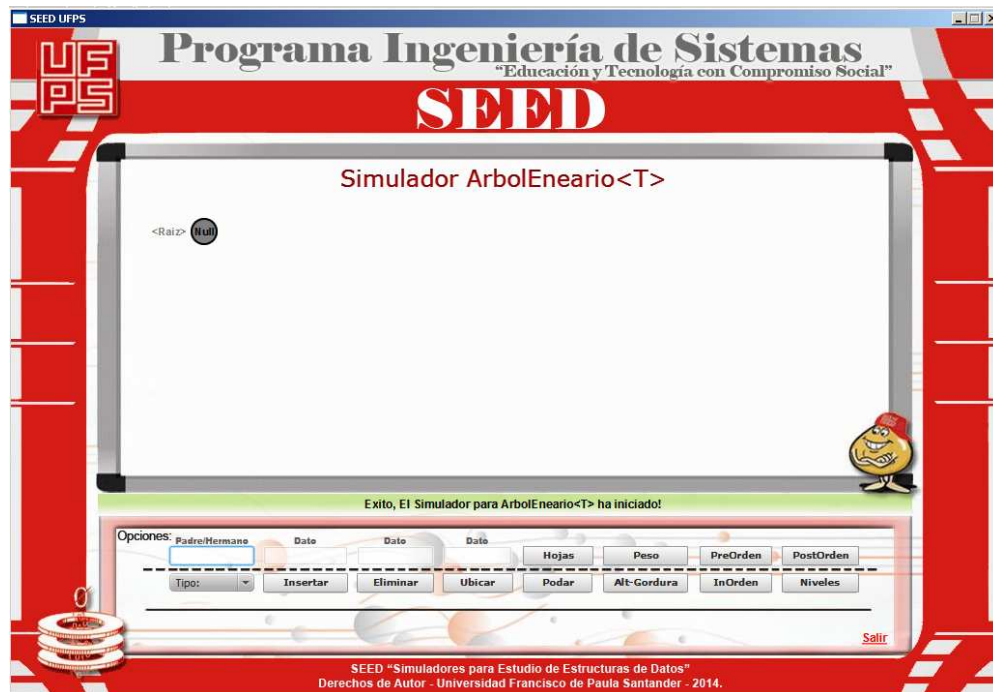 SEED UFPS
UFPS
Programa Ingeniería de Sistemas
“Educación y Tecnología con Compromiso Social”
SEED
Simulador ArbolEneario<T>
<Raiz> Null
Exito, El Simulador para ArbolEneario<T> ha iniciado!
Opciones: Padre/Hermano Dato Dato Dato
Hojas Peso PreOrden PostOrden
Tipo: Insertar Eliminar Ubicar Podar Alt-Gordura InOrden Niveles
Salir
SEED “Simuladores para Estudio de Estructuras de Datos”
Derechos de Autor - Universidad Francisco de Paula Santander - 2014.